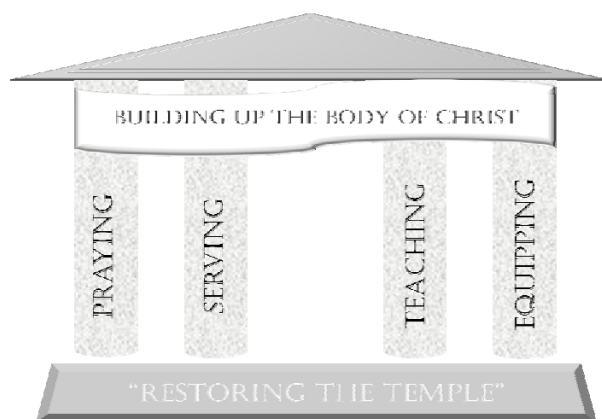 BUILDING UP THE BODY OF CHRIST
PRAYING
SERVING
TEACHING
EQUIPPING
"RESTORING THE TEMPLE"